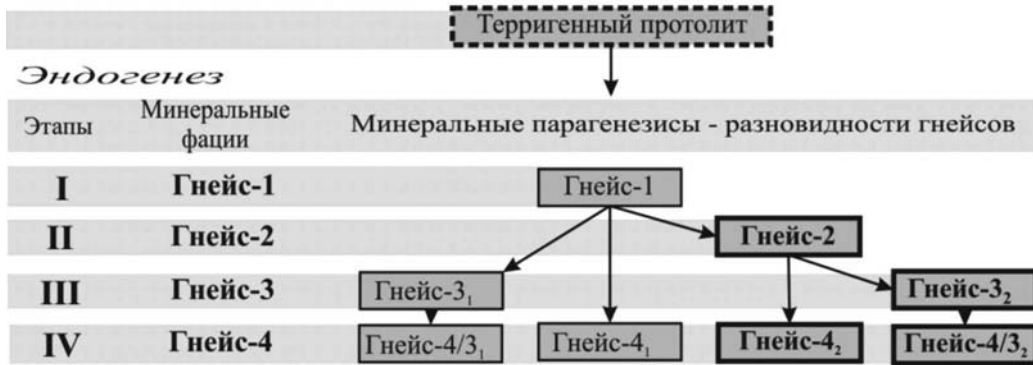 Терригенный протолит
Эндогенез
Этапы Минеральные фации Минеральные парагенезисы - разновидности гнейсов
I Гнейс-1 Гнейс-1
II Гнейс-2 Гнейс-2
III Гнейс-3 Гнейс-3₁ Гнейс-3₂
IV Гнейс-4 Гнейс-4/3₁ Гнейс-4₁ Гнейс-4₂ Гнейс-4/3₂